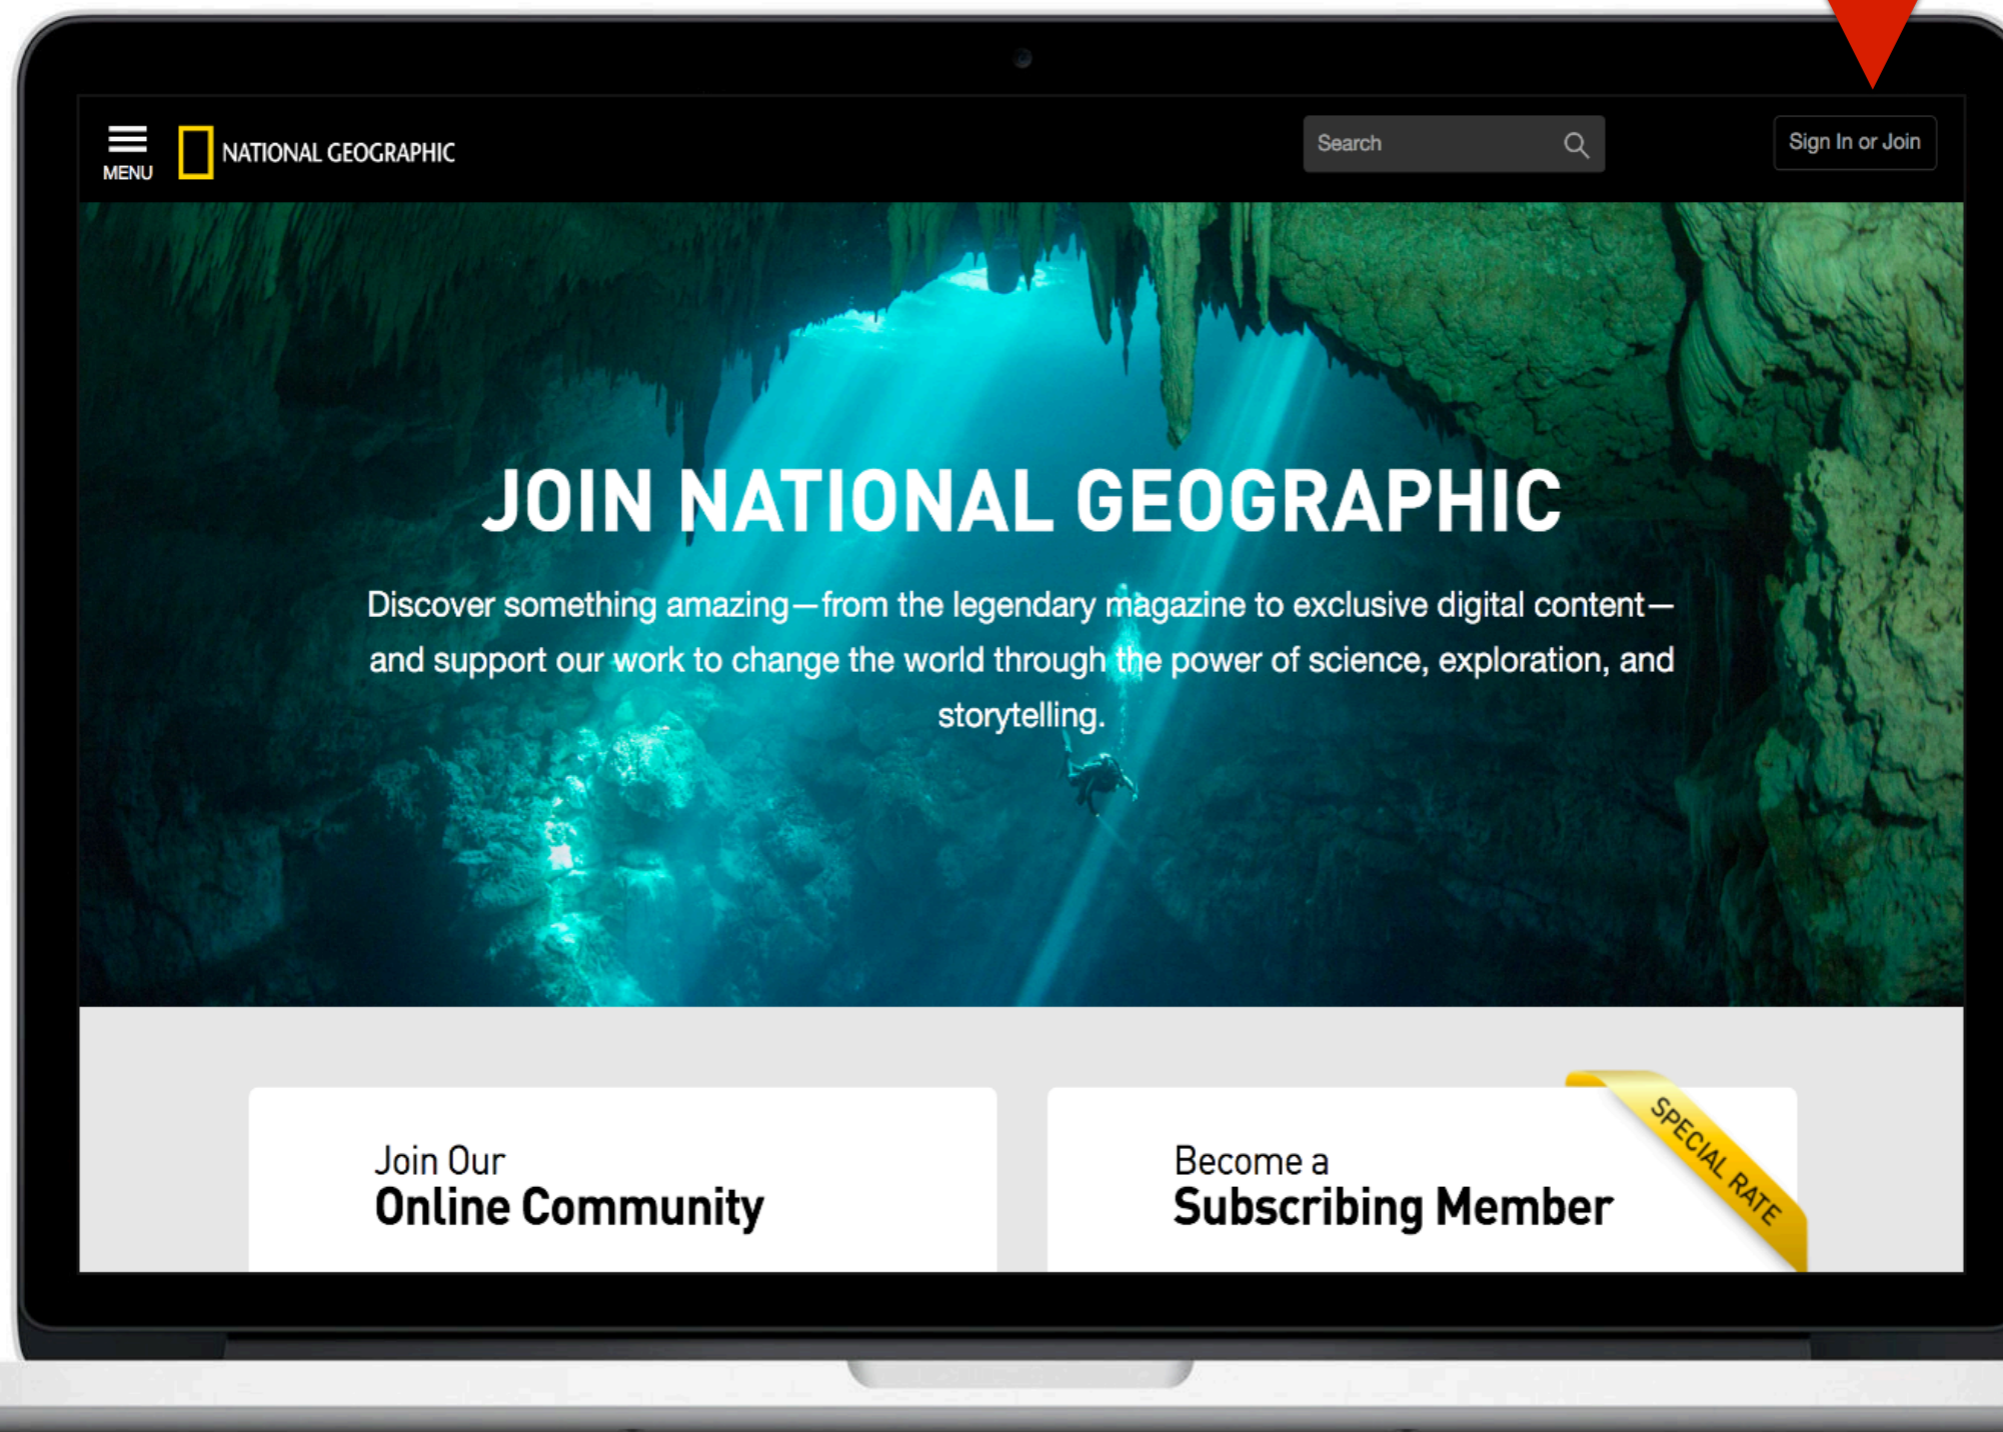 MENU
NATIONAL GEOGRAPHIC
Search
Sign In or Join
JOIN NATIONAL GEOGRAPHIC
Discover something amazing—from the legendary magazine to exclusive digital content—
and support our work to change the world through the power of science, exploration, and
storytelling.
Join Our
Online Community
Become a
Subscribing Member
SPECIAL RATE